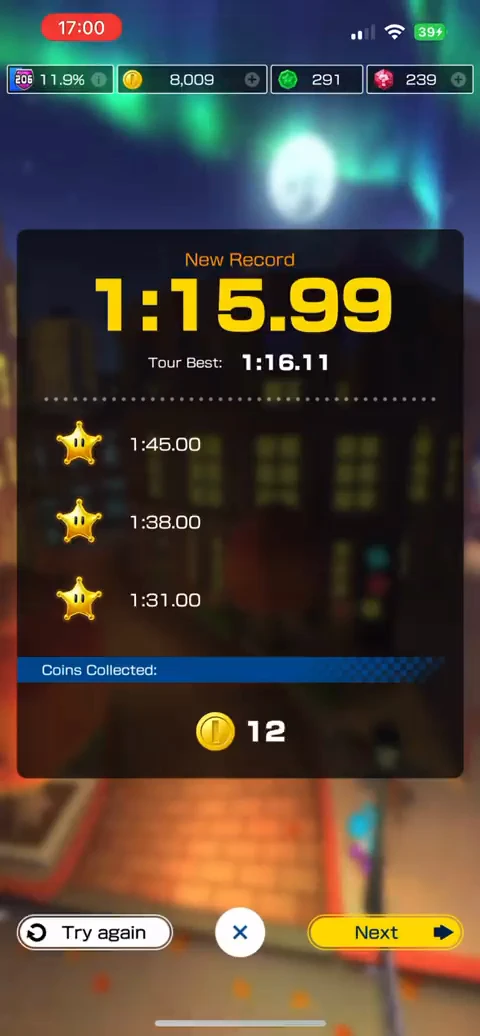 17:00
39
206 11.9% 8,009 291 239
New Record
1:15.99
Tour Best: 1:16.11
1:45.00
1:38.00
1:31.00
Coins Collected:
12
Try again
Next